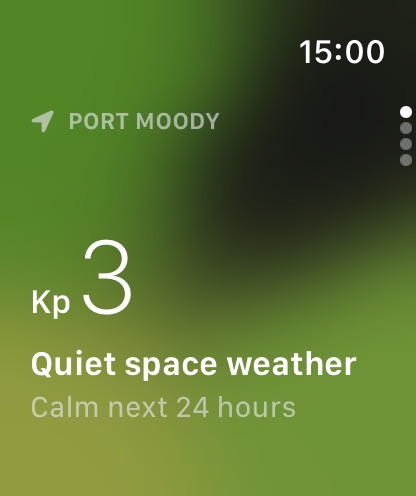 15:00
PORT MOODY
Kp 3
Quiet space weather
Calm next 24 hours